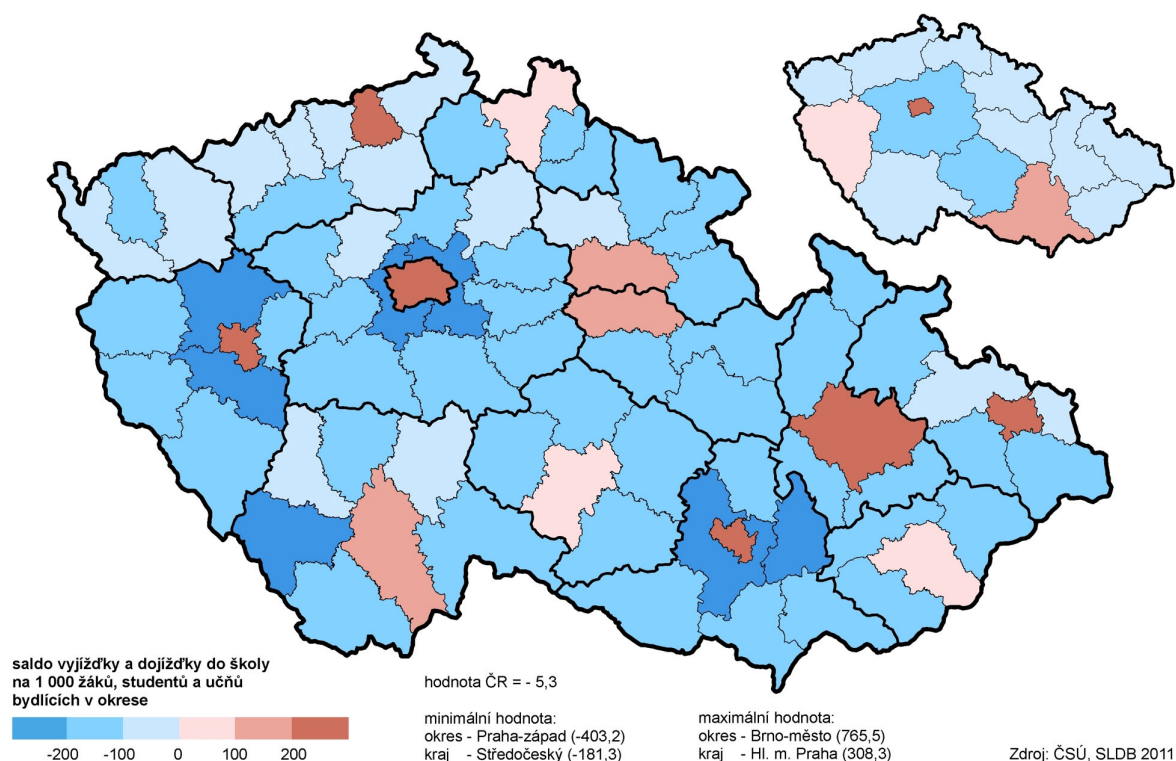 saldo vyjížďky a dojížďky do školy
na 1 000 žáků, studentů a učňů
bydlících v okrese
-200 -100 0 100 200
hodnota ČR = - 5,3
minimální hodnota:
okres - Praha-západ (-403,2)
kraj - Středočeský (-181,3)
maximální hodnota:
okres - Brno-město (765,5)
kraj - Hl. m. Praha (308,3)
Zdroj: ČSÚ, SLDB 2011